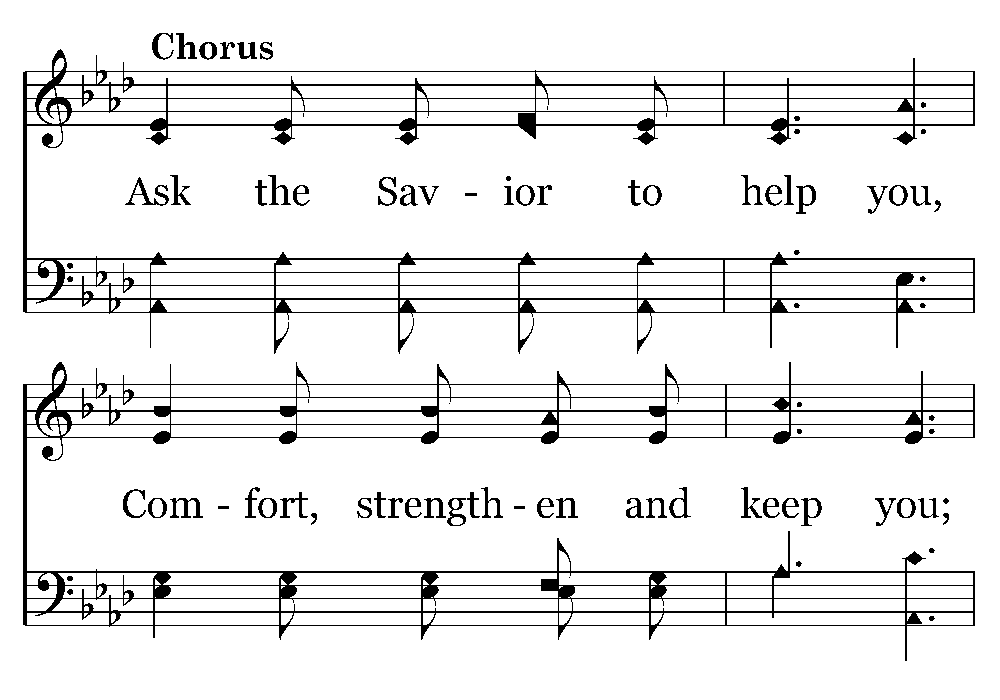 Chorus
Ask the Sav - ior to help you,
Com - fort, strength - en and keep you;